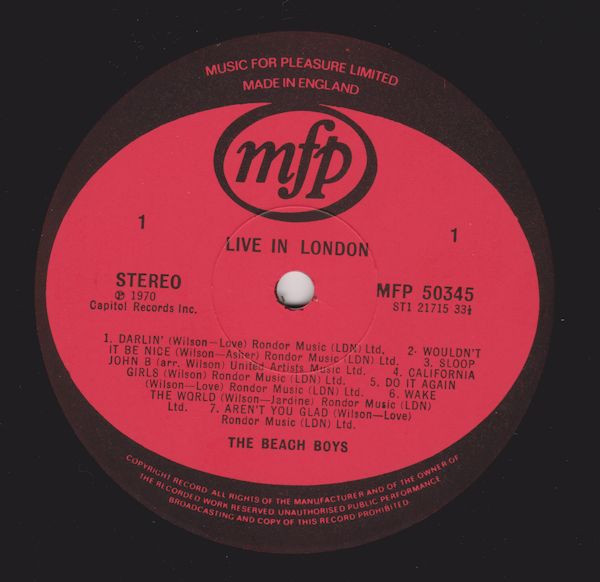 MUSIC FOR PLEASURE LIMITED
MADE IN ENGLAND
mfp
1
1
LIVE IN LONDON
STEREO
℗ 1970
Capitol Records Inc.
MFP 50345
ST1 21715 33⅓
1. DARLIN' (Wilson—Love) Rondor Music (LDN) Ltd. 2. WOULDN'T
IT BE NICE (Wilson—Asher) Rondor Music (LDN) Ltd. 3. SLOOP
JOHN B (arr. Wilson) United Artists Music Ltd. 4. CALIFORNIA
GIRLS (Wilson) Rondor Music (LDN) Ltd. 5. DO IT AGAIN
(Wilson—Love) Rondor Music (LDN) Ltd. 6. WAKE
THE WORLD (Wilson—Jardine) Rondor Music (LDN)
Ltd. 7. AREN'T YOU GLAD (Wilson—Love)
Rondor Music (LDN) Ltd.
THE BEACH BOYS
COPYRIGHT RECORD. ALL RIGHTS OF THE MANUFACTURER AND OF THE OWNER OF
THE RECORDED WORK RESERVED. UNAUTHORISED PUBLIC PERFORMANCE
BROADCASTING AND COPY OF THIS RECORD PROHIBITED.